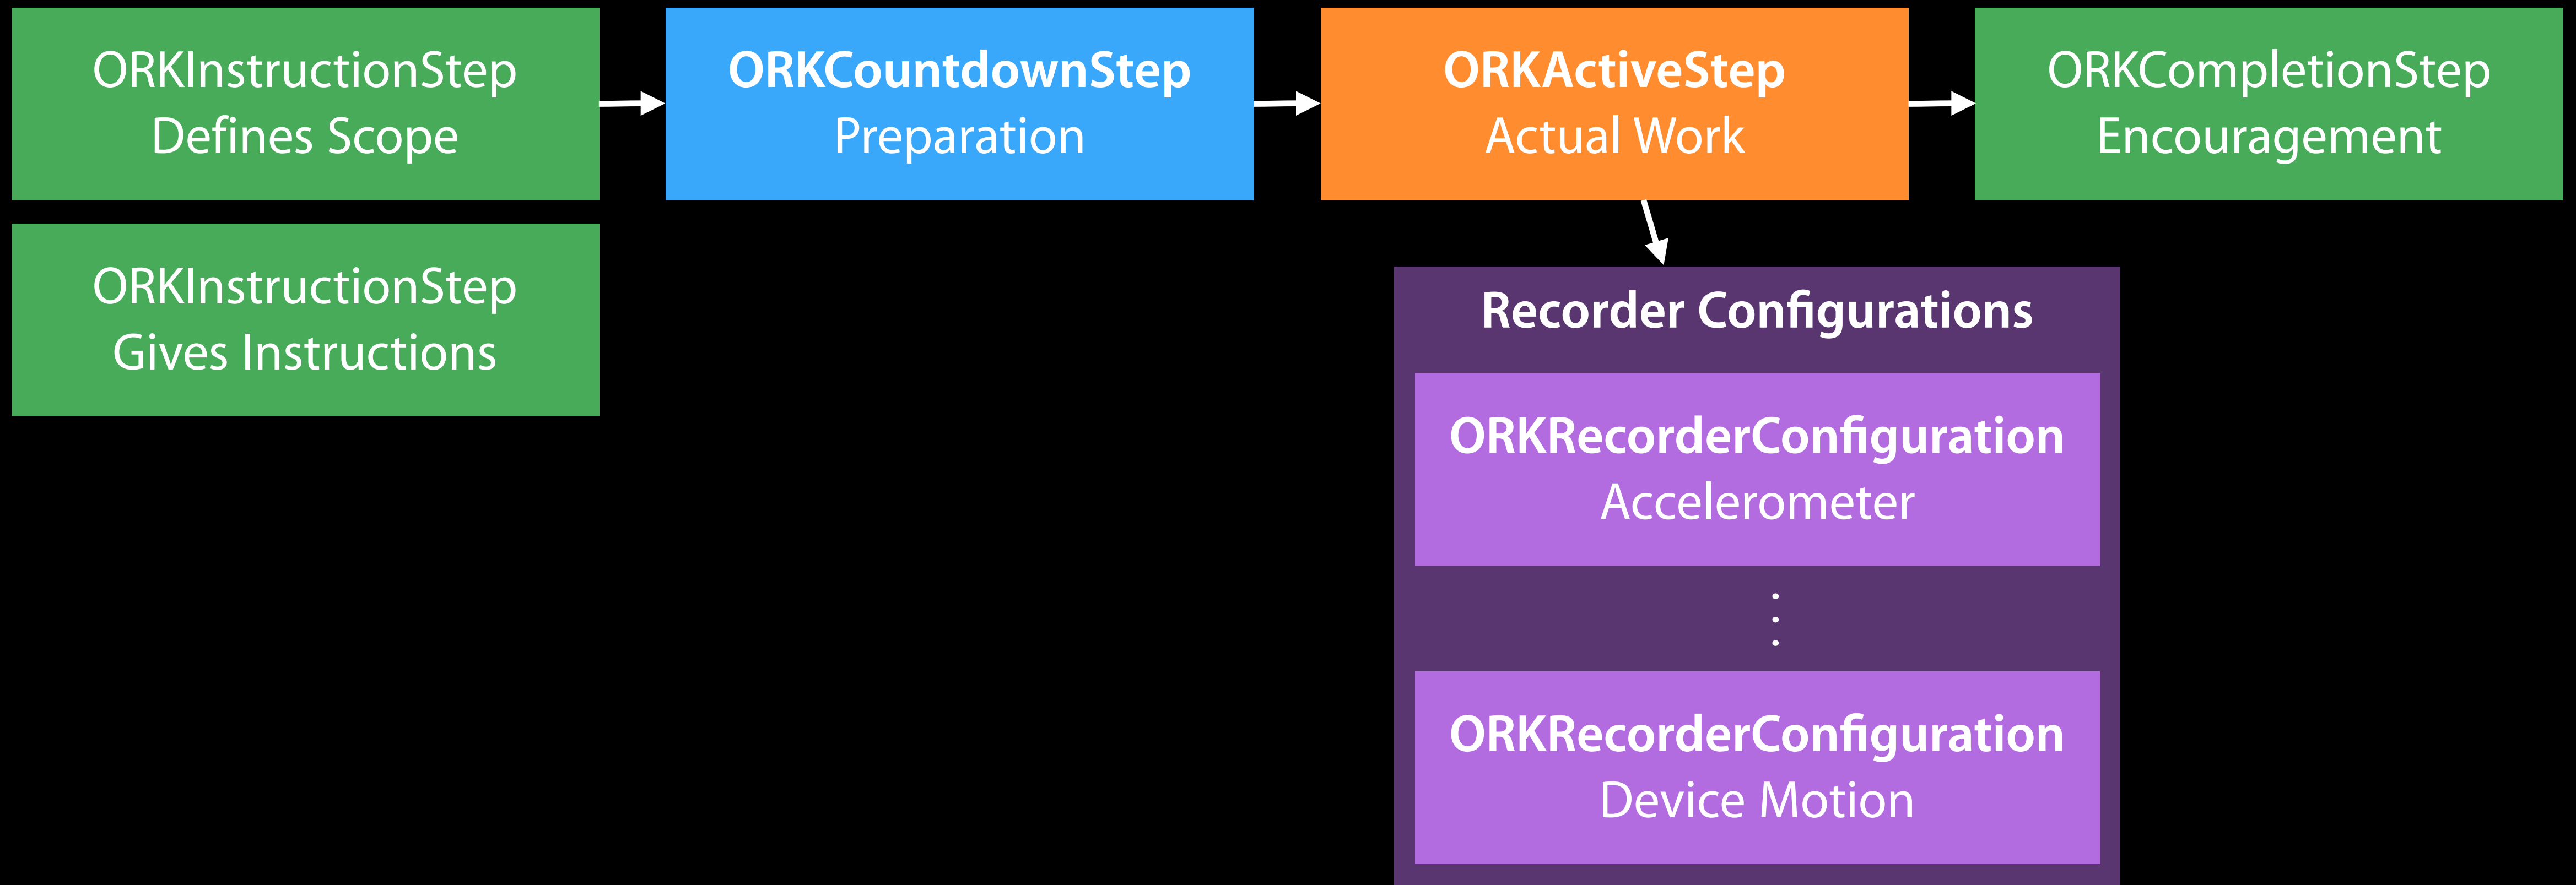 ORKInstructionStep
Defines Scope
ORKInstructionStep
Gives Instructions
ORKCountdownStep
Preparation
ORKActiveStep
Actual Work
ORKCompletionStep
Encouragement
Recorder Configurations
ORKRecorderConfiguration
Accelerometer
ORKRecorderConfiguration
Device Motion